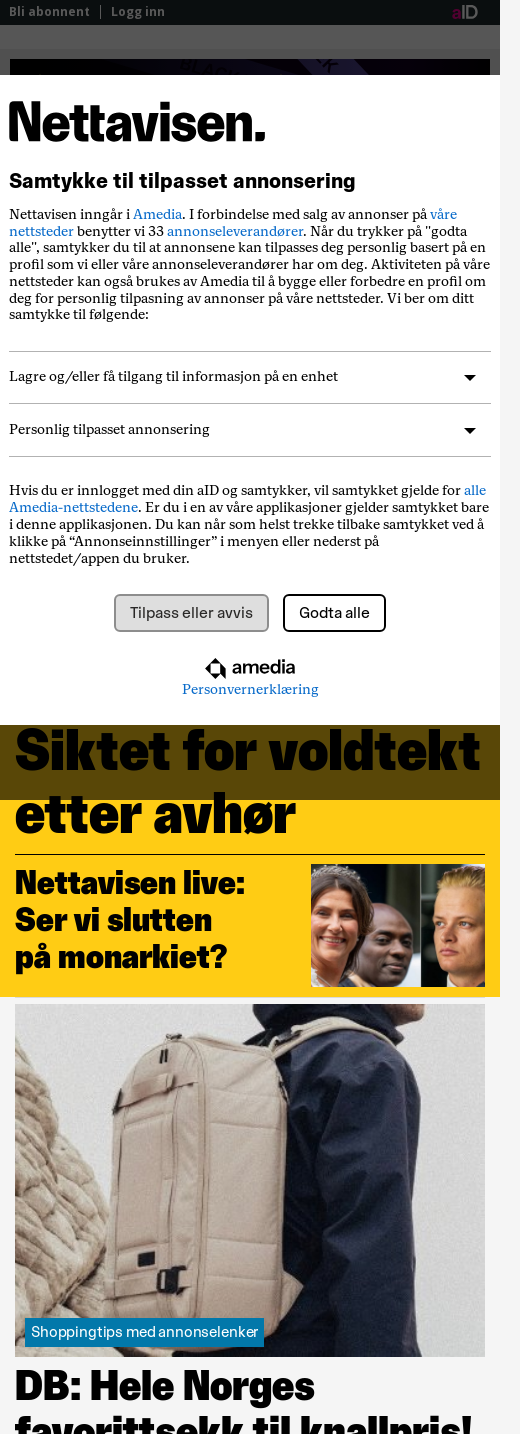 Bli abonnent | Logg inn
aID
Nettavisen.
Samtykke til tilpasset annonsering
Nettavisen inngår i Amedia. I forbindelse med salg av annonser på våre
nettsteder benytter vi 33 annonseleverandører. Når du trykker på "godta
alle", samtykker du til at annonsene kan tilpasses deg personlig basert på en
profil som vi eller våre annonseleverandører har om deg. Aktiviteten på våre
nettsteder kan også brukes av Amedia til å bygge eller forbedre en profil om
deg for personlig tilpasning av annonser på våre nettsteder. Vi ber om ditt
samtykke til følgende:
Lagre og/eller få tilgang til informasjon på en enhet
Personlig tilpasset annonsering
Hvis du er innlogget med din aID og samtykker, vil samtykket gjelde for alle
Amedia-nettstedene. Er du i en av våre applikasjoner gjelder samtykket bare
i denne applikasjonen. Du kan når som helst trekke tilbake samtykket ved å
klikke på “Annonseinnstillinger” i menyen eller nederst på
nettstedet/appen du bruker.
Tilpass eller avvis
Godta alle
amedia
Personvernerklæring
Siktet for voldtekt
etter avhør
Nettavisen live:
Ser vi slutten
på monarkiet?
Shoppingtips med annonselenker
DB: Hele Norges
favorittsekk til knallpris!